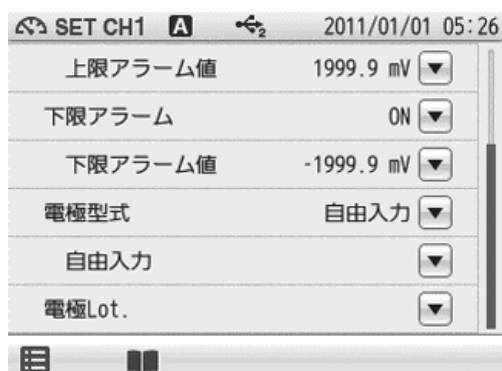 SET CH1 A 2 2011/01/01 05:26
上限アラーム値 1999.9 mV
下限アラーム ON
下限アラーム値 -1999.9 mV
電極型式 自由入力
自由入力
電極Lot.